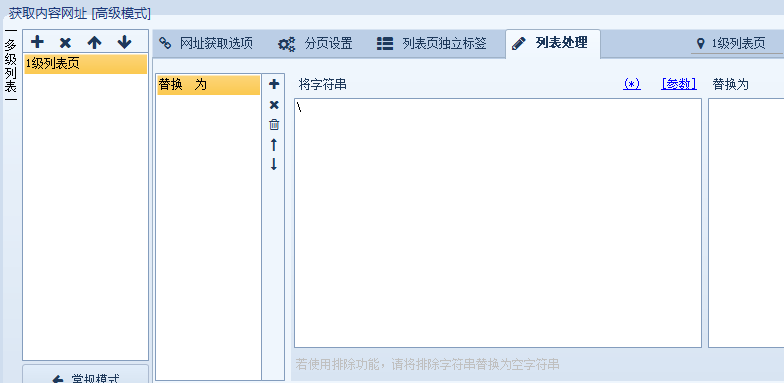 获取内容网址 [高级模式]
多级列表
1级列表页
网址获取选项
分页设置
列表页独立标签
列表处理
1级列表页
替换 为
将字符串
(*)
[参数]
替换为
\
若使用排除功能，请将排除字符串替换为空字符串
常规模式